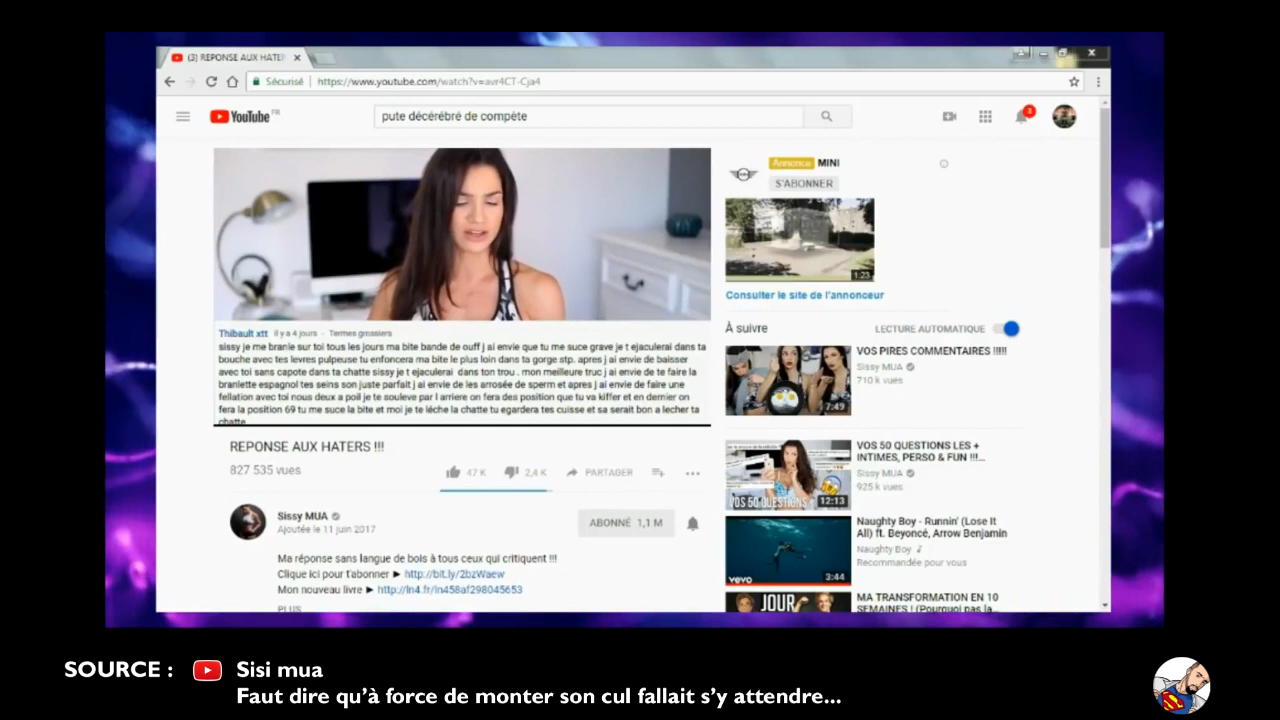 (3) REPONSE AUX HATER
Sécurisé | https://www.youtube.com/watch?v=avr4CT-Cja4
YouTube FR
pute décérébré de compète
3
Annonce MINI
S'ABONNER
1:23
Consulter le site de l'annonceur
Thibault xtt il y a 4 jours - Termes grossiers
sissy je me branle sur toi tous les jours ma bite bande de ouff j ai envie que tu me suce grave je t ejaculerai dans ta
bouche avec tes levres pulpeuse tu enfoncera ma bite le plus loin dans ta gorge stp. apres j ai envie de baisser
avec toi sans capote dans ta chatte sissy je t ejaculerai dans ton trou . mon meilleure truc j ai envie de te faire la
branlette espagnol tes seins son juste parfait j ai envie de les arrosée de sperm et apres j ai envie de faire une
fellation avec toi nous deux a poil je te souleve par l arriere on fera des position que tu va kiffer et en dernier on
fera la position 69 tu me suce la bite et moi je te léche la chatte tu egardera tes cuisse et sa serait bon a lecher ta
chatte
REPONSE AUX HATERS !!!
827 535 vues
47 K
2,4 K
PARTAGER
Sissy MUA
Ajoutée le 11 juin 2017
ABONNÉ 1,1 M
Ma réponse sans langue de bois à tous ceux qui critiquent !!!
Clique ici pour t'abonner ► http://bit.ly/2bzWaew
Mon nouveau livre ► http://ln4.fr/ln458af298045653
PLUS
À suivre
LECTURE AUTOMATIQUE
VOS PIRES COMMENTAIRES !!!!!
Sissy MUA
710 k vues
7:49
VOS 50 QUESTIONS LES +
INTIMES, PERSO & FUN !!!...
Sissy MUA
925 k vues
VOS 50 QUESTIONS
12:13
Naughty Boy - Runnin' (Lose It
All) ft. Beyoncé, Arrow Benjamin
Naughty Boy
Recommandée pour vous
vevo
3:44
MA TRANSFORMATION EN 10
SEMAINES ! (Pourquoi pas la...
JOUR
SOURCE : Sisi mua
Faut dire qu'à force de monter son cul fallait s'y attendre...